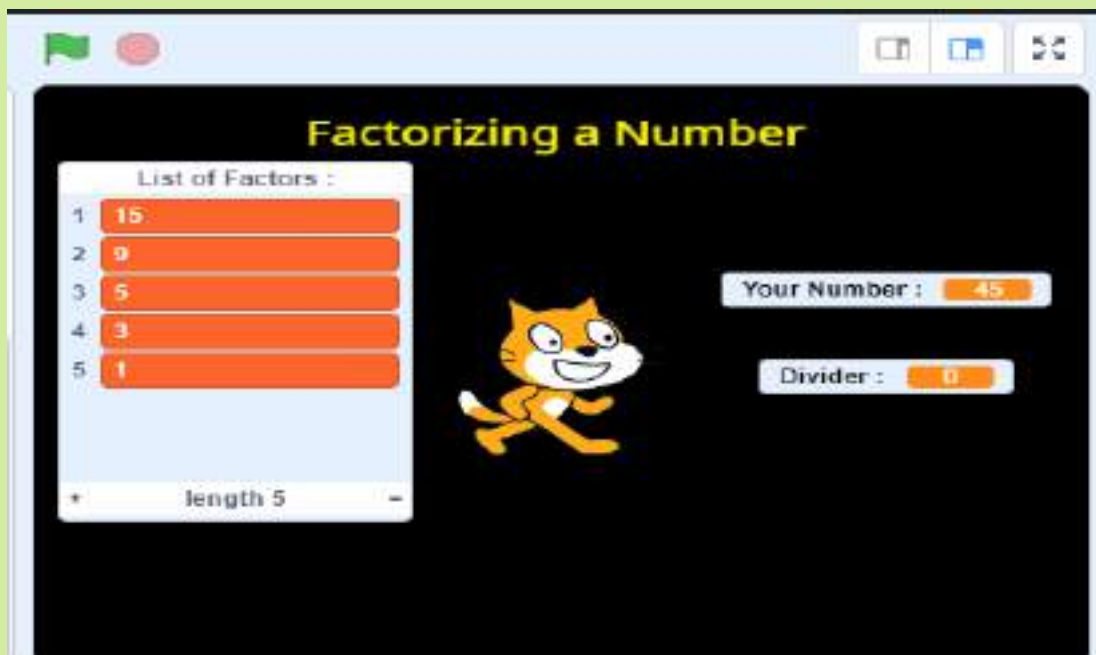 Factorizing a Number
List of Factors :
1 15
2 9
3 5
4 3
5 1
+ length 5 =
Your Number : 45
Divider : 0